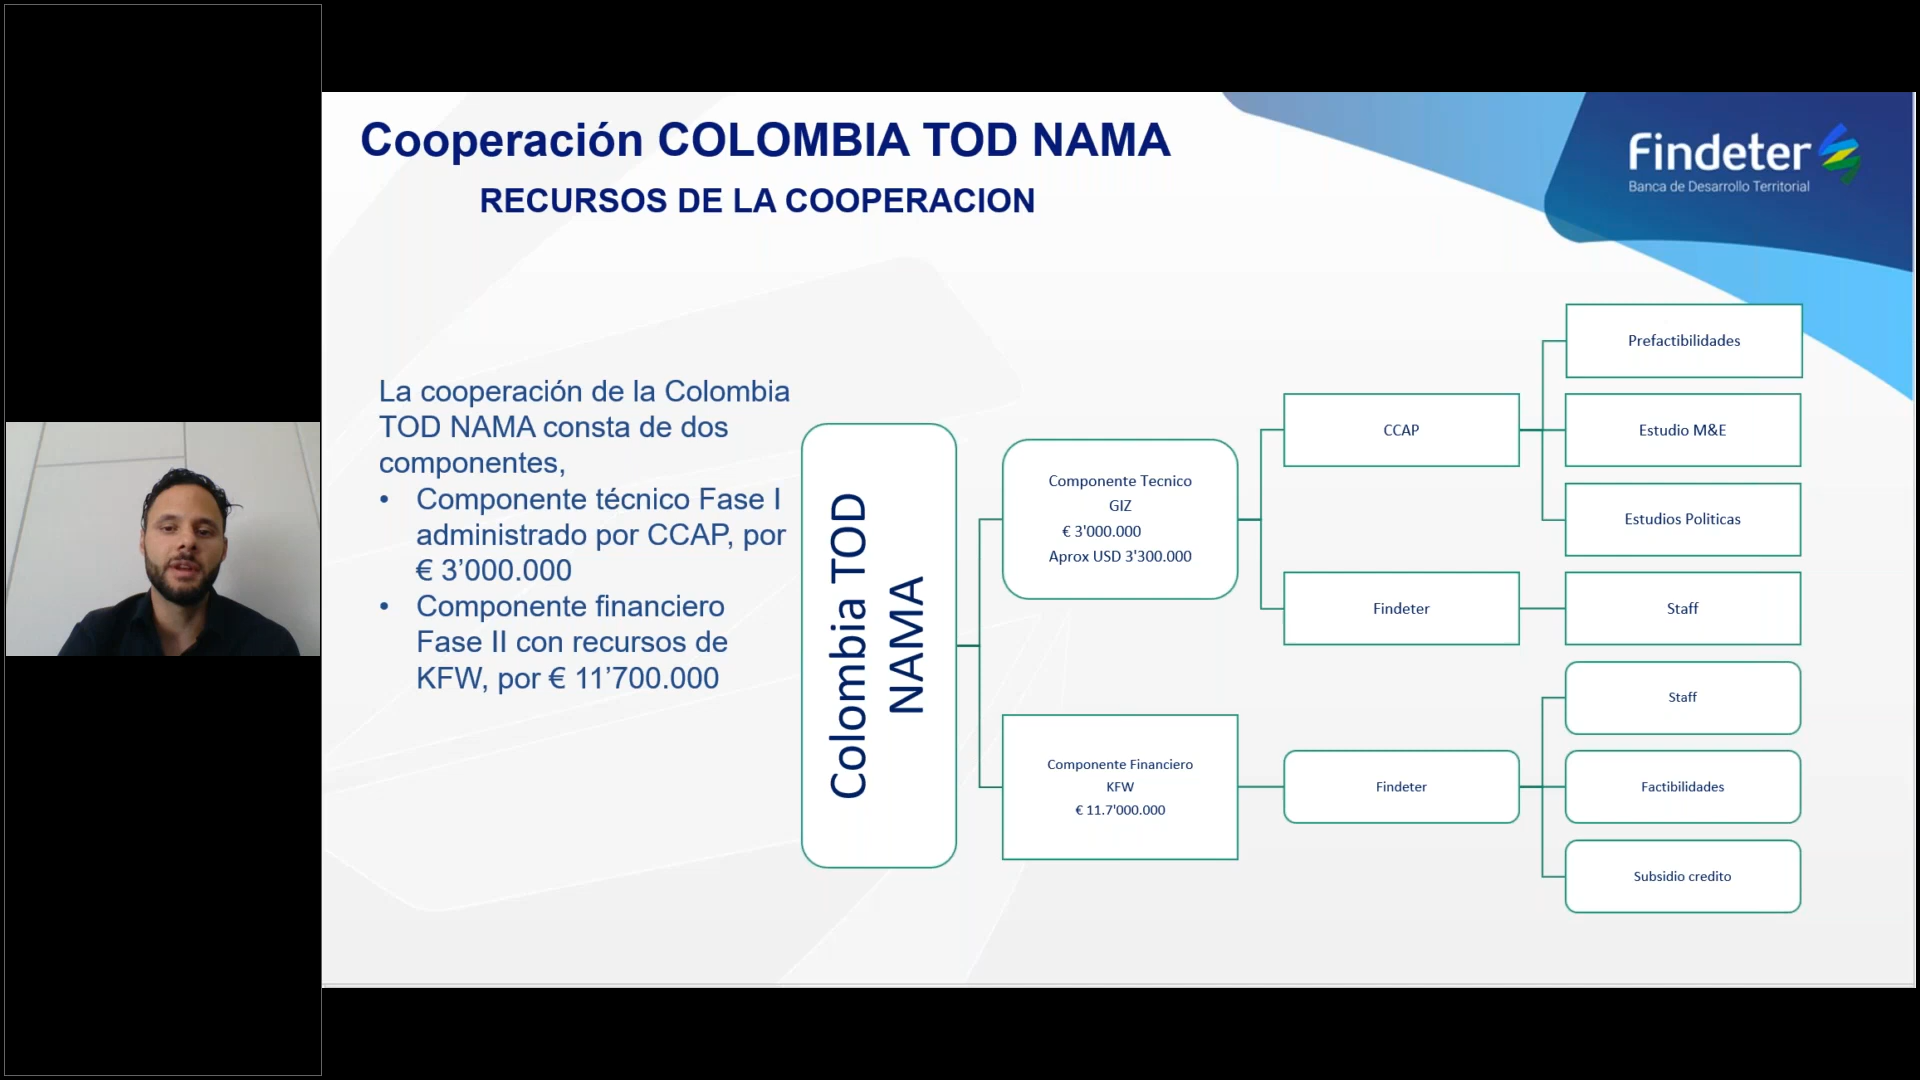 Cooperación COLOMBIA TOD NAMA
RECURSOS DE LA COOPERACION
Findeter
Banca de Desarrollo Territorial
La cooperación de la Colombia
TOD NAMA consta de dos
componentes,
• Componente técnico Fase I
administrado por CCAP, por
€ 3’000.000
• Componente financiero
Fase II con recursos de
KFW, por € 11’700.000
Colombia TOD
NAMA
Componente Tecnico
GIZ
€ 3'000.000
Aprox USD 3'300.000
CCAP
Prefactibilidades
Estudio M&E
Estudios Politicas
Findeter
Staff
Componente Financiero
KFW
€ 11.7'000.000
Findeter
Staff
Factibilidades
Subsidio credito